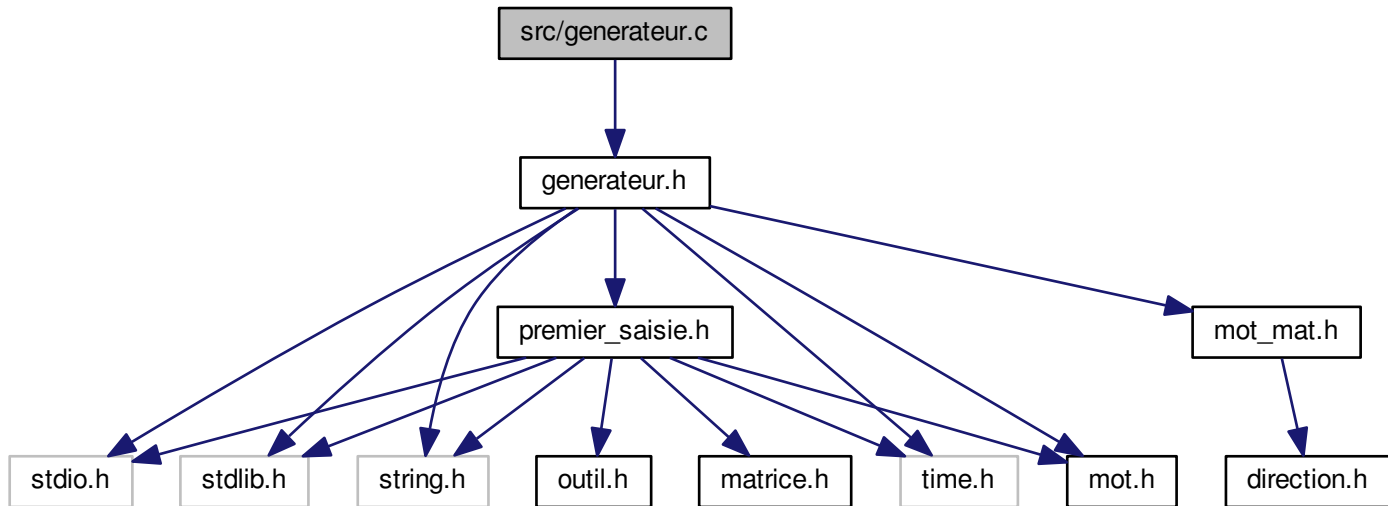 src/generateur.c
generateur.h
premier_saisie.h
mot_mat.h
stdio.h
stdlib.h
string.h
outil.h
matrice.h
time.h
mot.h
direction.h